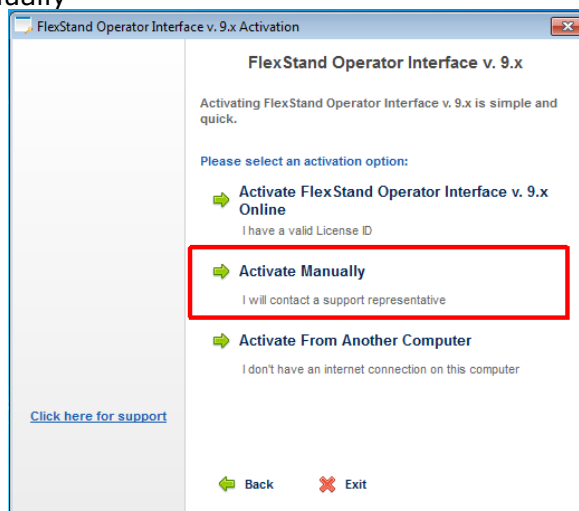 FlexStand Operator Interface v. 9.x Activation
FlexStand Operator Interface v. 9.x
Activating FlexStand Operator Interface v. 9.x is simple and
quick.
Please select an activation option:
Activate FlexStand Operator Interface v. 9.x
Online
I have a valid License ID
Activate Manually
I will contact a support representative
Activate From Another Computer
I don't have an internet connection on this computer
Click here for support
Back Exit